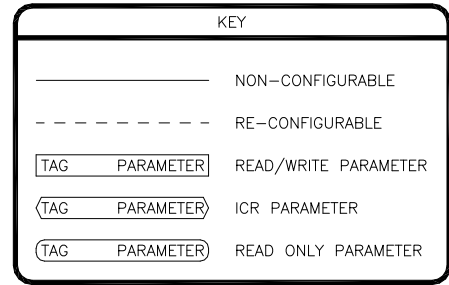 KEY
NON-CONFIGURABLE
RE-CONFIGURABLE
TAG PARAMETER READ/WRITE PARAMETER
TAG PARAMETER ICR PARAMETER
TAG PARAMETER READ ONLY PARAMETER